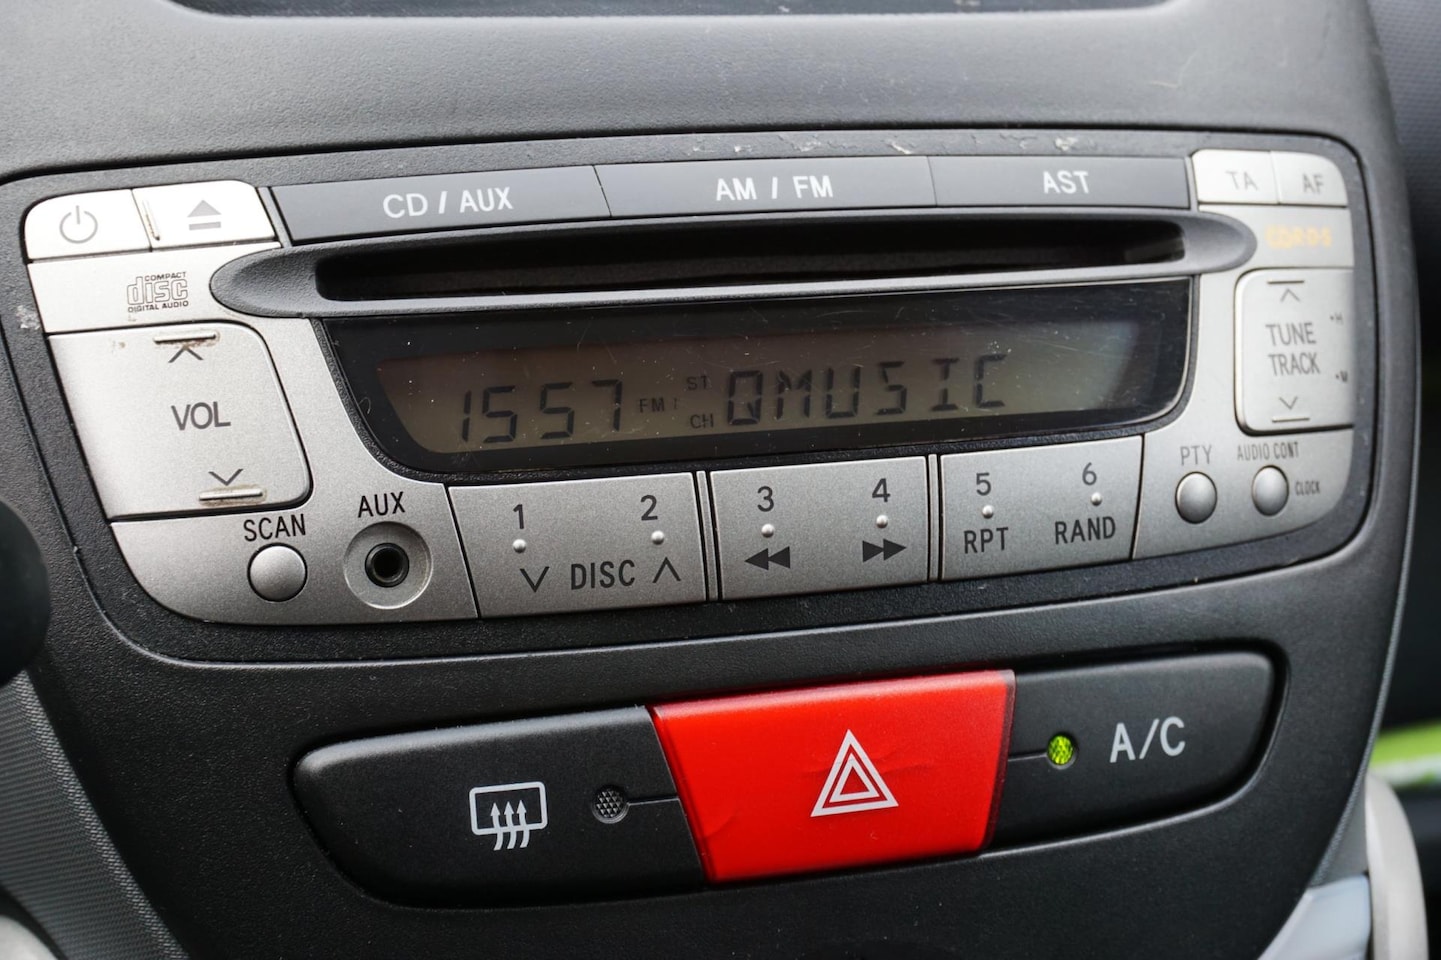 CD / AUX
AM / FM
AST
TA
AF
COMPACT
disc
DIGITAL AUDIO
R·D·S
VOL
1557
FM 1
ST
CH
QMUSIC
TUNE
TRACK
SCAN
AUX
1
2
DISC
3
4
5
RPT
6
RAND
PTY
AUDIO CONT
CLOCK
A/C